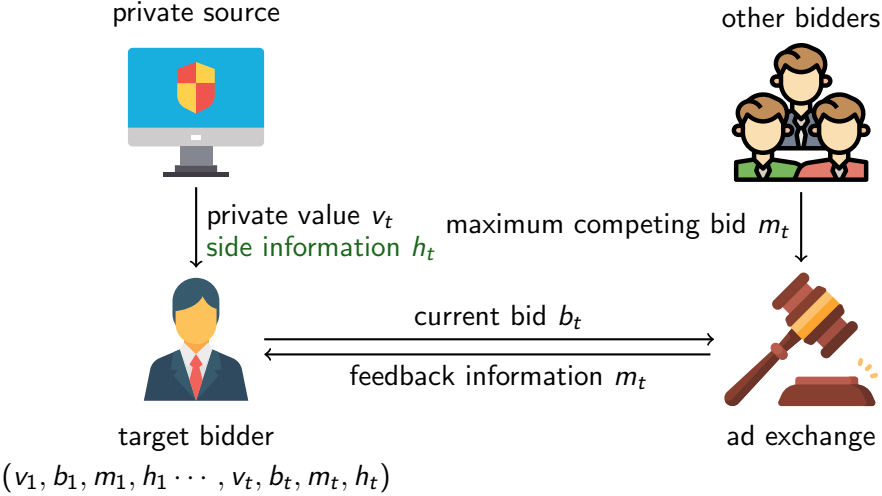 private source
other bidders
private value v_t
side information h_t
maximum competing bid m_t
current bid b_t
feedback information m_t
target bidder
ad exchange
(v_1, b_1, m_1, h_1 ⋯ , v_t, b_t, m_t, h_t)